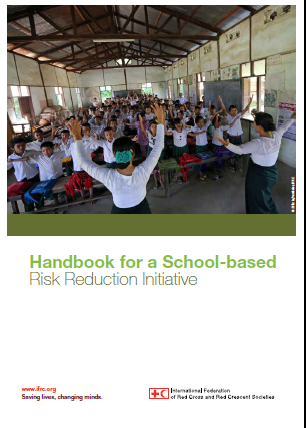 Handbook for a School-based
Risk Reduction Initiative
www.ifrc.org
Saving lives, changing minds.
International Federation
of Red Cross and Red Crescent Societies